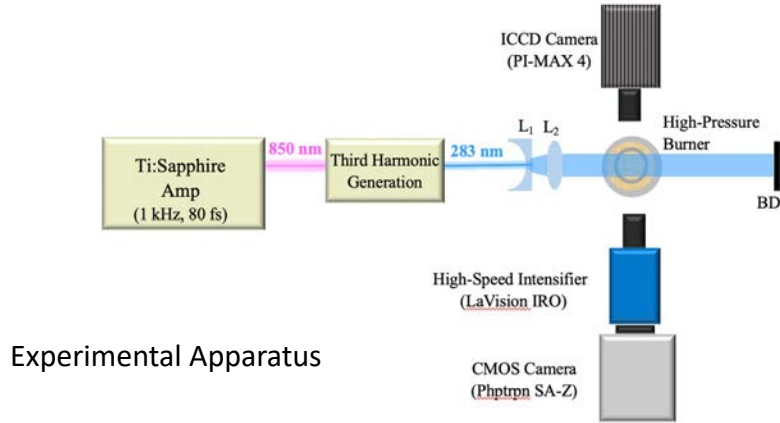 ICCD Camera
(PI-MAX 4)
L1 L2
High-Pressure
Burner
850 nm
283 nm
Ti:Sapphire
Amp
(1 kHz, 80 fs)
Third Harmonic
Generation
BD
High-Speed Intensifier
(LaVision IRO)
Experimental Apparatus
CMOS Camera
(Phptrpn SA-Z)